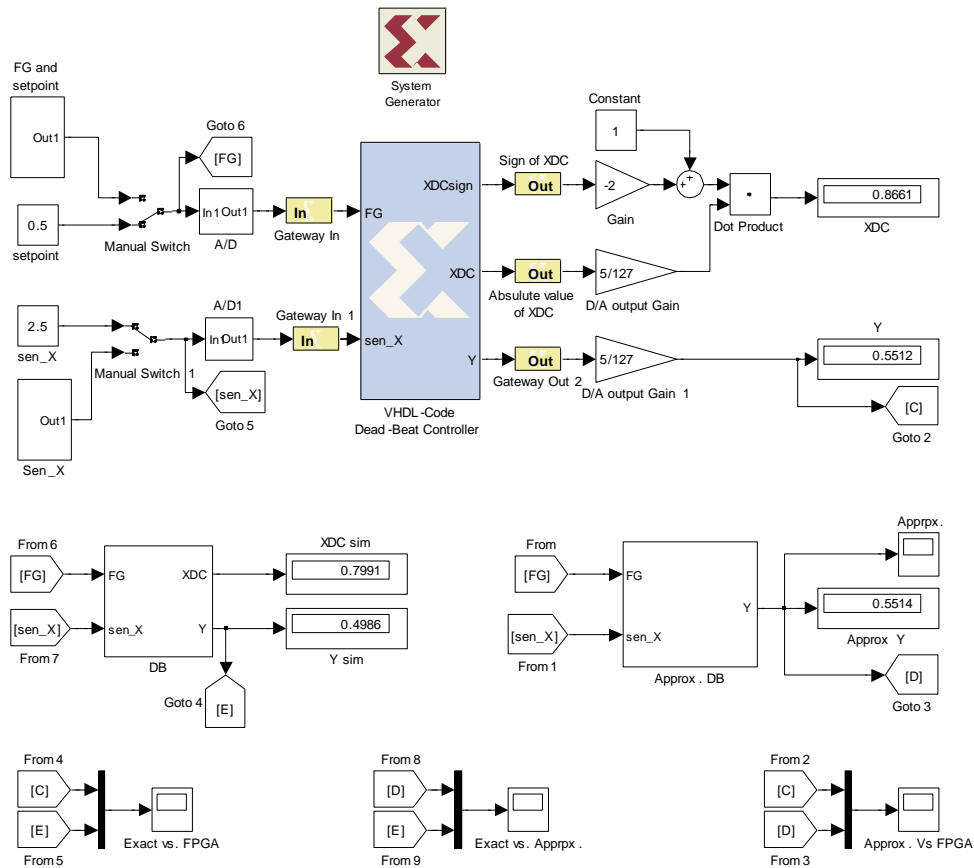 System
Generator
FG and
setpoint
Out1
Goto 6
[FG]
0.5
setpoint
Manual Switch
In1 Out1
A/D
In
Gateway In
FG
XDCsign
Sign of XDC
Out
-2
Gain
Constant
1
Dot Product
0.8661
XDC
XDC
Out
Absulute value
of XDC
5/127
D/A output Gain
2.5
sen_X
Manual Switch 1
A/D1
In1 Out1
Gateway In 1
In
sen_X
Y
Out
Gateway Out 2
5/127
D/A output Gain 1
Y
0.5512
[C]
Goto 2
Out1
Sen_X
[sen_X]
Goto 5
VHDL-Code
Dead -Beat Controller
From 6
[FG]
FG
XDC
XDC sim
0.7991
[sen_X]
From 7
sen_X
Y
DB
0.4986
Y sim
Goto 4
[E]
From
[FG]
FG
[sen_X]
From 1
sen_X
Y
Approx . DB
Apprpx .
0.5514
Approx Y
[D]
Goto 3
From 4
[C]
[E]
From 5
Exact vs. FPGA
From 8
[D]
[E]
From 9
Exact vs. Apprpx .
From 2
[C]
[D]
From 3
Approx . Vs FPGA